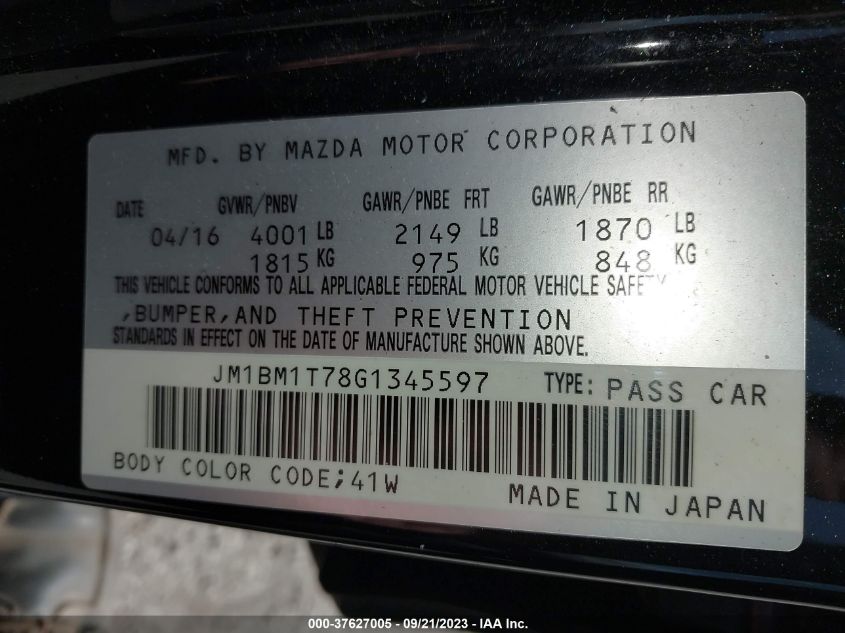 MFD. BY MAZDA MOTOR CORPORATION
DATE GVWR/PNBV GAWR/PNBE FRT GAWR/PNBE RR
04/16 4001 LB 2149 LB 1870 LB
1815 KG 975 KG 848 KG
THIS VEHICLE CONFORMS TO ALL APPLICABLE FEDERAL MOTOR VEHICLE SAFETY
,BUMPER,AND THEFT PREVENTION
STANDARDS IN EFFECT ON THE DATE OF MANUFACTURE SHOWN ABOVE.
JM1BM1T78G1345597 TYPE: PASS CAR
BODY COLOR CODE;41W
MADE IN JAPAN
000-37627005 - 09/21/2023 - IAA Inc.